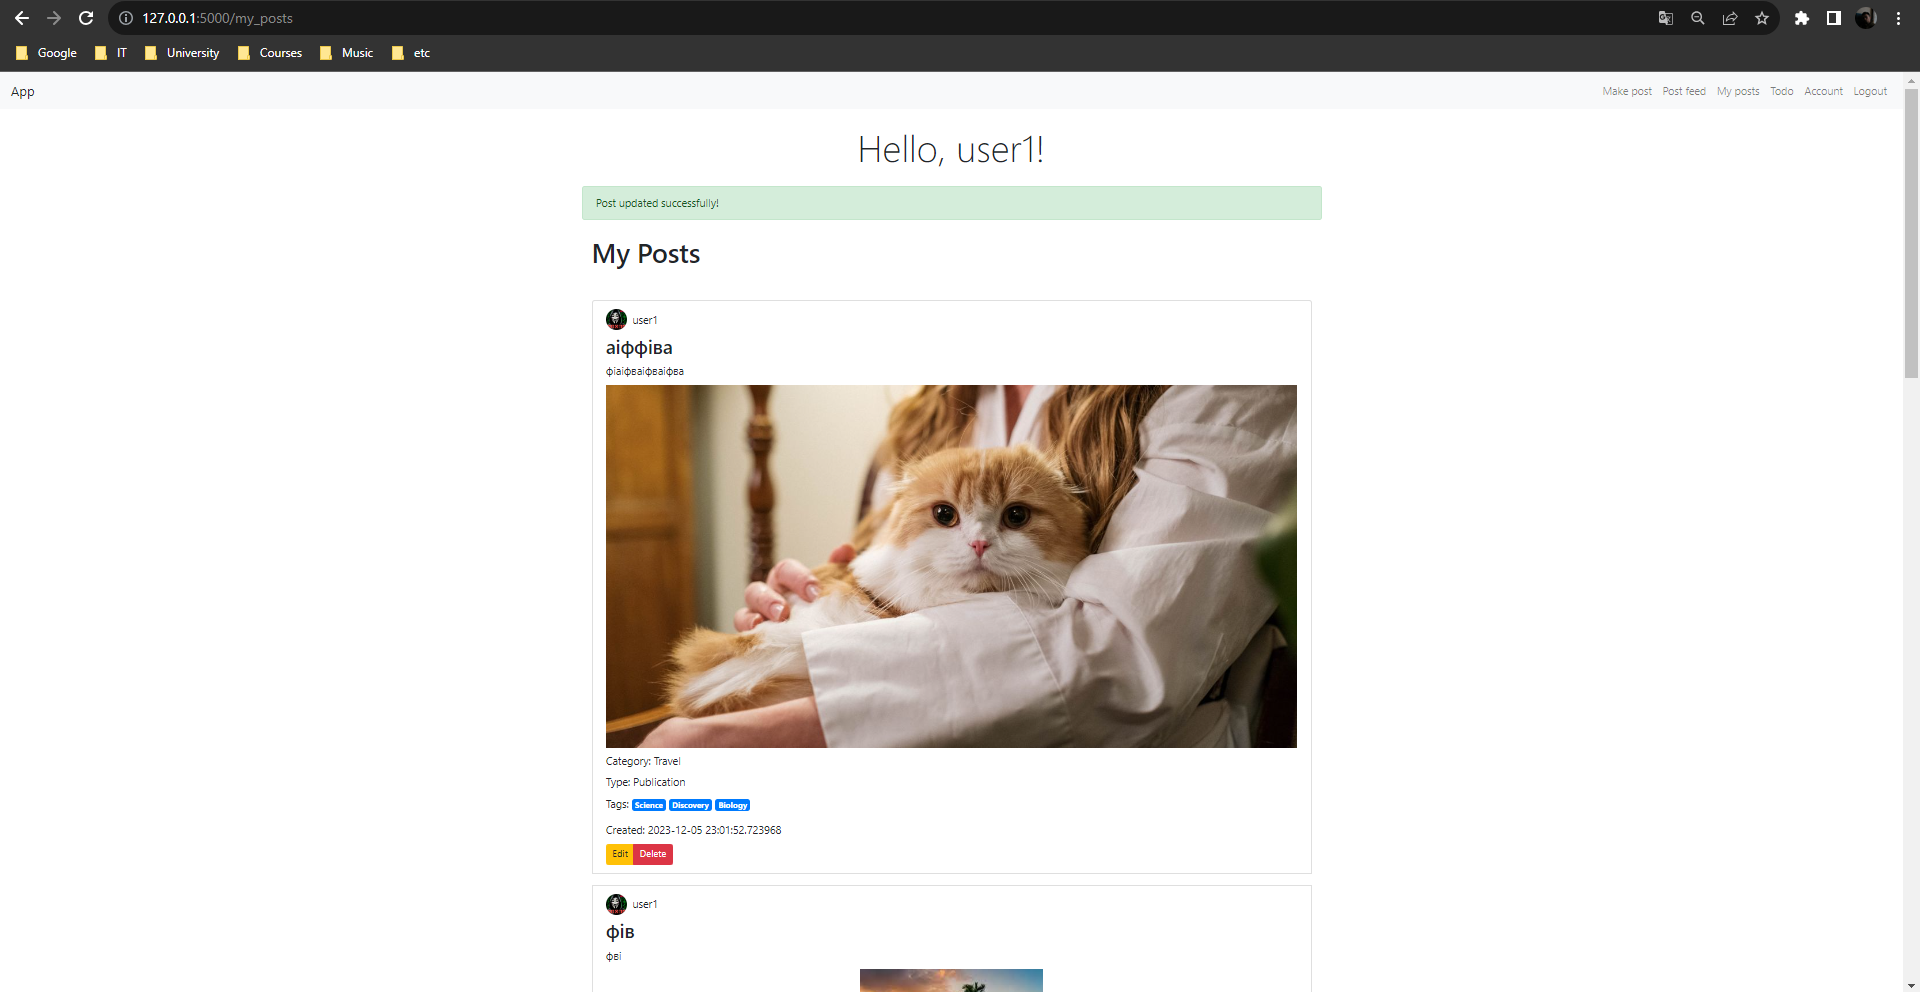 127.0.0.1:5000/my_posts
Google IT University Courses Music etc
App Make post Post feed My posts Todo Account Logout
Hello, user1!
Post updated successfully!
My Posts
user1
аіффіва
фіаіфваіфваіфва
Category: Travel
Type: Publication
Tags: Science Discovery Biology
Created: 2023-12-05 23:01:52.723968
Edit Delete
user1
фів
фві